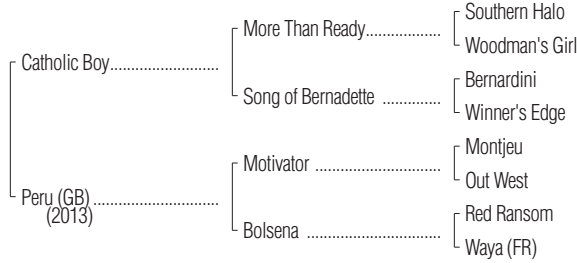 Southern Halo
More Than Ready
Woodman's Girl
Catholic Boy
Bernardini
Song of Bernadette
Winner's Edge
Montjeu
Motivator
Out West
Peru (GB)
(2013)
Red Ransom
Bolsena
Waya (FR)